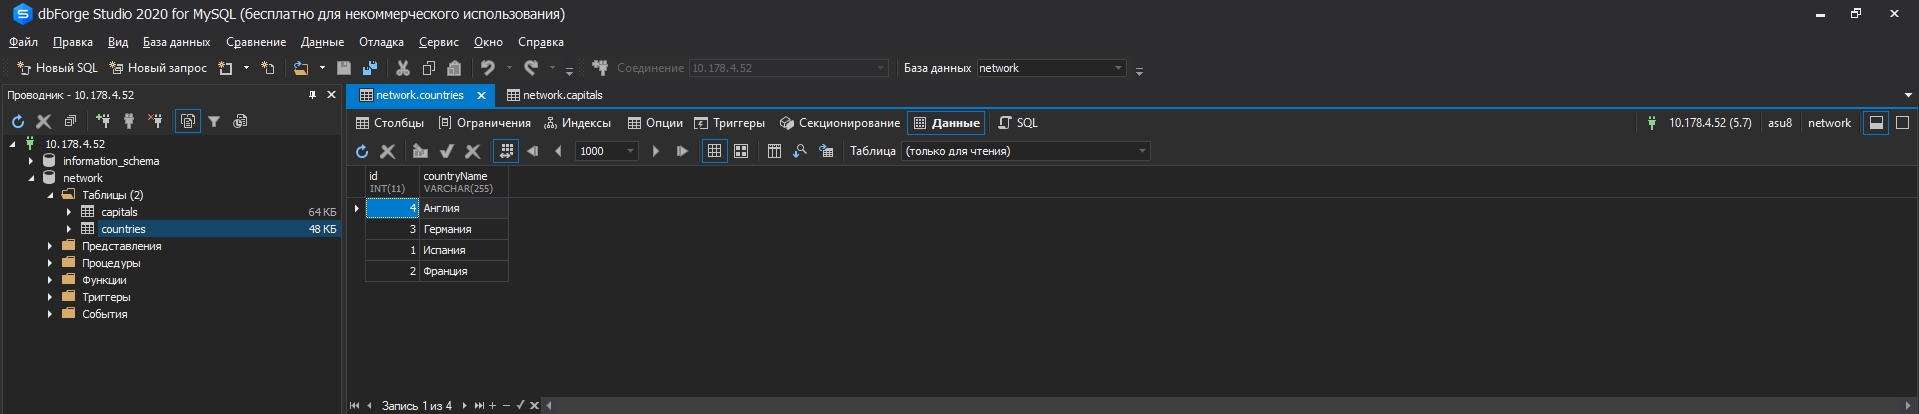 dbForge Studio 2020 for MySQL (бесплатно для некоммерческого использования)
Файл Правка Вид База данных Сравнение Данные Отладка Сервис Окно Справка
Новый SQL Новый запрос Соединение 10.178.4.52 База данных network
Проводник - 10.178.4.52
network.countries network.capitals
Столбцы Ограничения Индексы Опции Триггеры Секционирование Данные SQL 10.178.4.52 (5.7) asu8 network
1000 Таблица (только для чтения)
10.178.4.52
information_schema
network
Таблицы (2)
capitals 64 КБ
countries 48 КБ
Представления
Процедуры
Функции
Триггеры
События
id countryName
INT(11) VARCHAR(255)
4 Англия
3 Германия
1 Испания
2 Франция
Запись 1 из 4